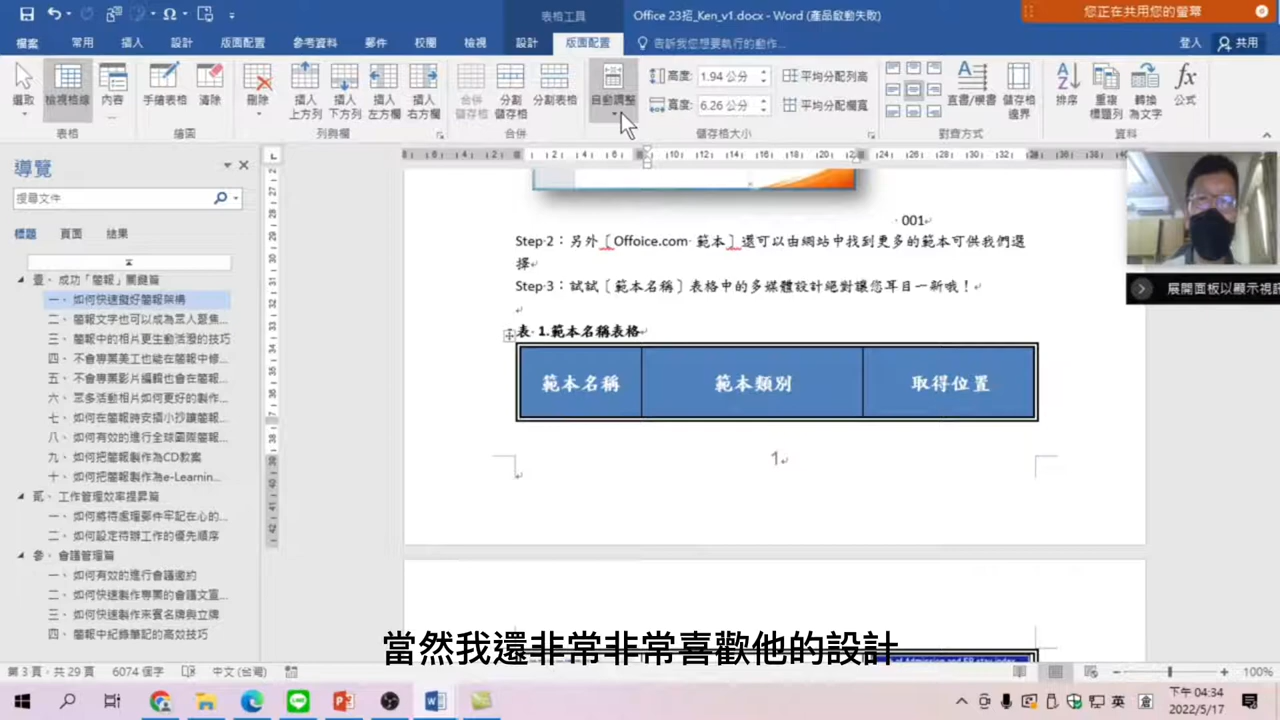 表格工具
Office 23招_Ken_v1.docx - Word (產品啟動失敗)
您正在共用您的螢幕
檔案 常用 插入 設計 版面配置 參考資料 郵件 校閱 檢視 設計 版面配置 告訴我您想要執行的動作... 登入 共用
選取 檢視格線 內容 手繪表格 清除 刪除 插入上方列 插入下方列 插入左方欄 插入右方欄 合併儲存格 分割儲存格 分割表格 自動調整
高度: 1.94 公分 平均分配列高
寬度: 6.26 公分 平均分配欄寬
直書/橫書 儲存格邊界 排序 重複標題列 轉換為文字 公式
表格 繪圖 列與欄 合併 儲存格大小 對齊方式 資料
導覽
搜尋文件
標題 頁面 結果
壹、成功「簡報」關鍵篇
一、 如何快速擬好簡報架構
二、 簡報文字也可以成為眾人聚焦...
三、 簡報中的相片更生動活潑的技巧
四、 不會專業美工也能在簡報中修...
五、 不會專業影片編輯也會在簡報...
六、 眾多活動相片如何更好的製作...
七、 如何在簡報時安插小抄讓簡報...
八、 如何有效的進行全球國際簡報...
九、 如何把簡報製作為CD教案
十、 如何把簡報製作為e-Learnin...
貳、工作管理效率提昇篇
一、 如何將待處理郵件牢記在心的...
二、 如何設定待辦工作的優先順序
參、會議管理篇
一、 如何有效的進行會議邀約
二、 如何快速製作專業的會議文宣...
三、 如何快速製作來賓名牌與立牌
四、 簡報中紀錄筆記的高效技巧
001
Step 2：另外〔Offoice.com 範本〕還可以由網站中找到更多的範本可供我們選
擇
Step 3：試試〔範本名稱〕表格中的多媒體設計絕對讓您耳目一新哦！
表 1.範本名稱表格
範本名稱 範本類別 取得位置
1
展開面板以顯示視訊
of Admission and ER stay index
當然我還非常非常喜歡他的設計
第 3 頁，共 29 頁 6074 個字 中文 (台灣) 100%
英
下午 04:34
2022/5/17